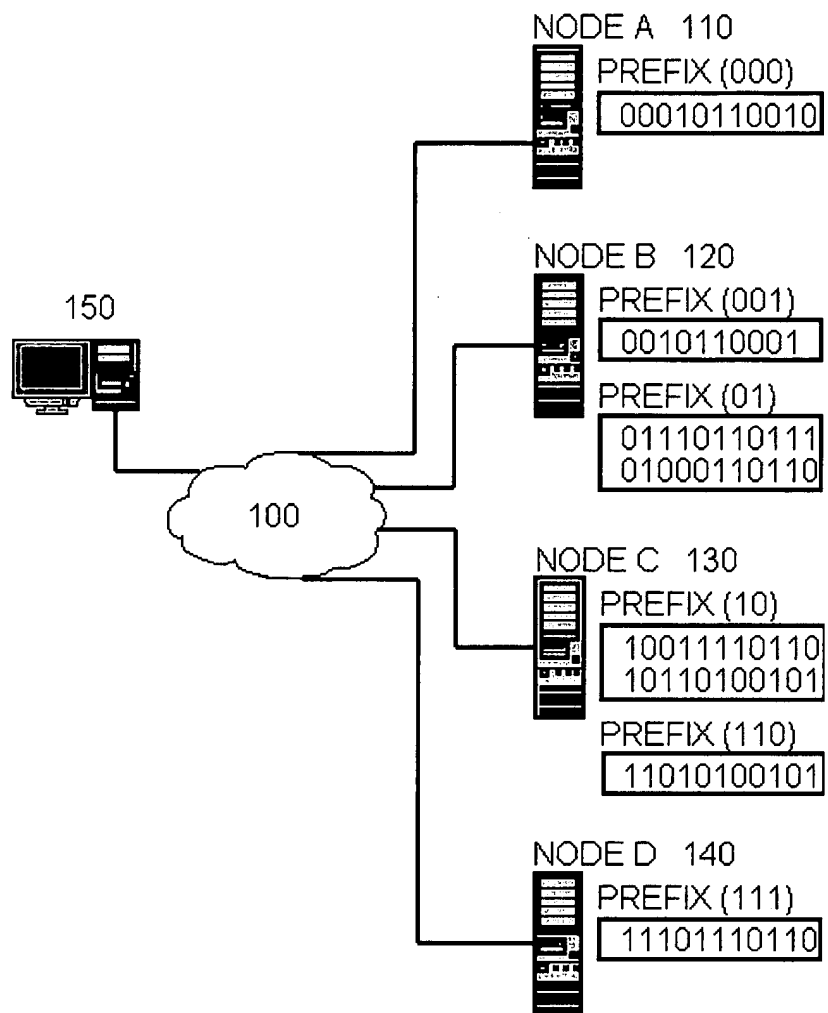 NODE A 110
PREFIX (000)
00010110010
NODE B 120
PREFIX (001)
0010110001
PREFIX (01)
01110110111
01000110110
150
100
NODE C 130
PREFIX (10)
10011110110
10110100101
PREFIX (110)
11010100101
NODE D 140
PREFIX (111)
11101110110